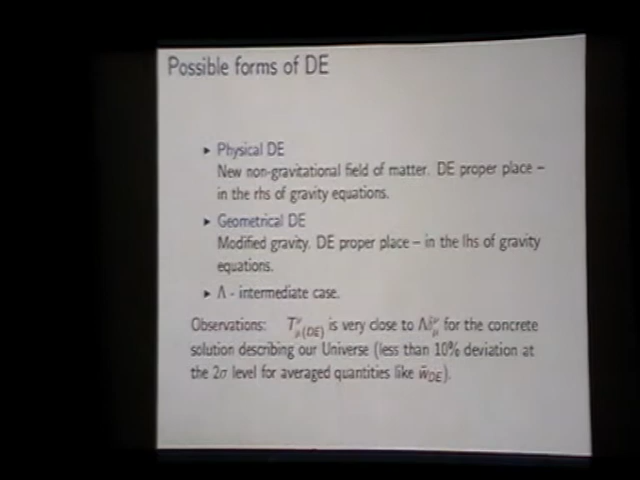 Possible forms of DE
▸ Physical DE
New non-gravitational field of matter. DE proper place –
in the rhs of gravity equations.
▸ Geometrical DE
Modified gravity. DE proper place – in the lhs of gravity
equations.
▸ Λ - intermediate case.
Observations: T^ν_μ(DE) is very close to Λδ^ν_μ for the concrete
solution describing our Universe (less than 10% deviation at
the 2σ level for averaged quantities like w̄_DE).